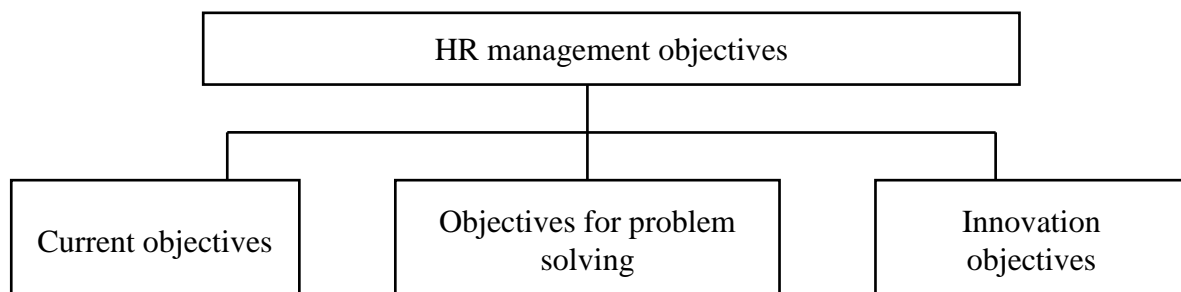 HR management objectives
Current objectives
Objectives for problem
solving
Innovation
objectives